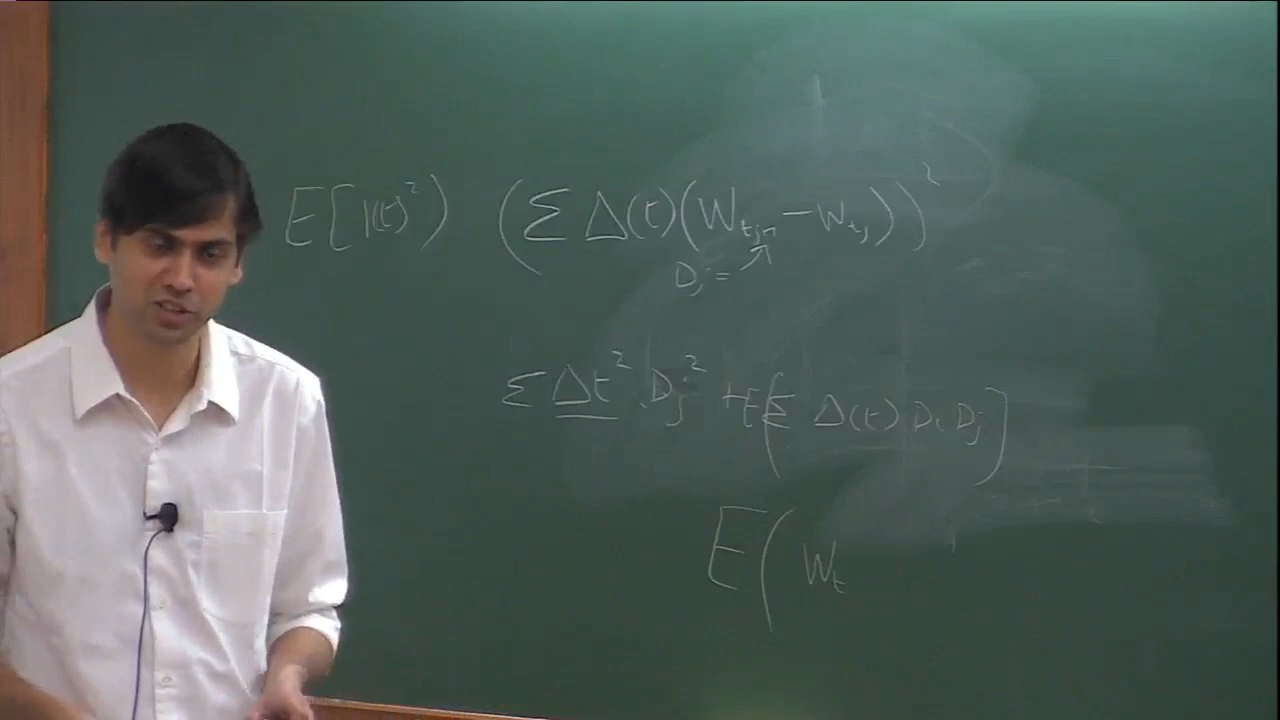 E[I(t)²) (Σ Δ(t)(W_{t_{j+1}} − W_{t_j}))²
D_j :=
Σ Δt² D_j² + E[Σ Δ(t) D_i D_j]
E( W_t